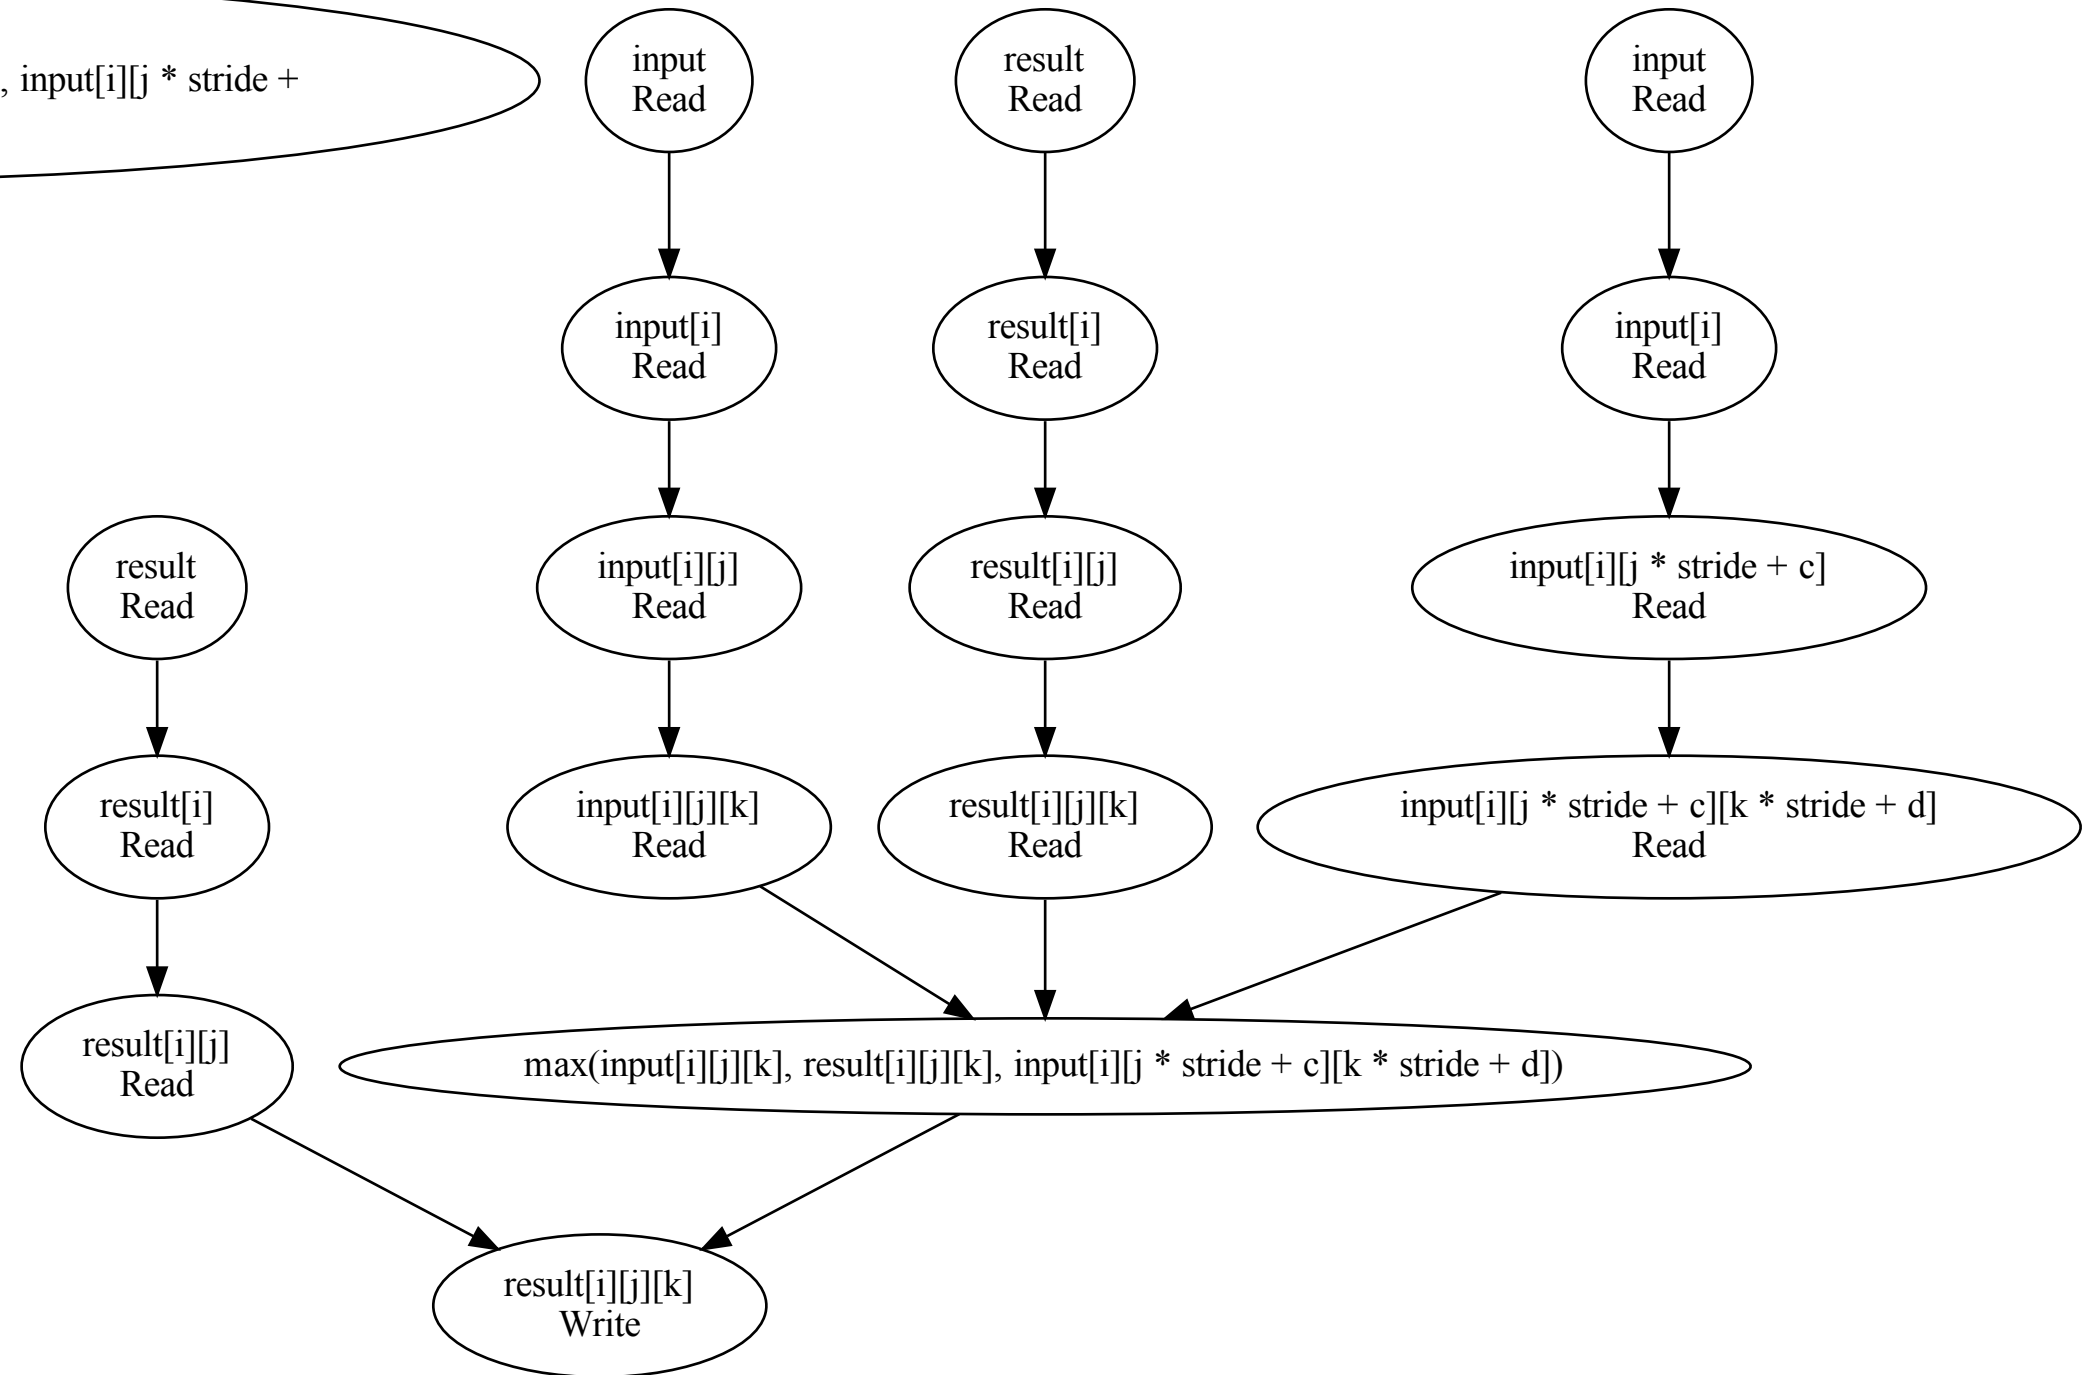 , input[i][j * stride +
input
Read
result
Read
input
Read
input[i]
Read
result[i]
Read
input[i]
Read
result
Read
input[i][j]
Read
result[i][j]
Read
input[i][j * stride + c]
Read
result[i]
Read
input[i][j][k]
Read
result[i][j][k]
Read
input[i][j * stride + c][k * stride + d]
Read
result[i][j]
Read
max(input[i][j][k], result[i][j][k], input[i][j * stride + c][k * stride + d])
result[i][j][k]
Write